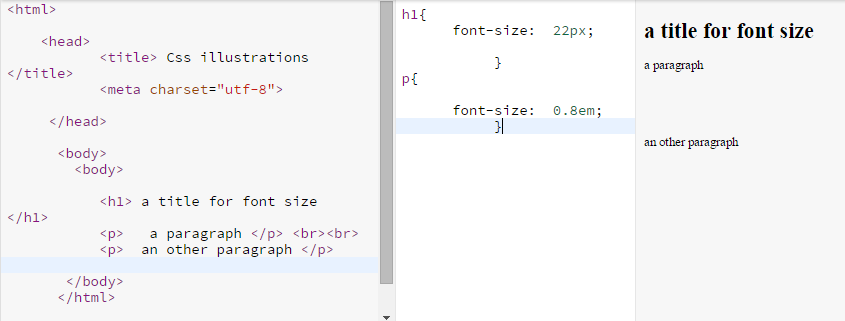 <html>
<head>
<title> Css illustrations
</title>
<meta charset="utf-8">
</head>
<body>
<body>
<h1> a title for font size
</h1>
<p>   a paragraph </p> <br><br>
<p>  an other paragraph </p>
</body>
</html>
h1{
font-size:  22px;
}
p{
font-size:  0.8em;
}
a title for font size
a paragraph
an other paragraph